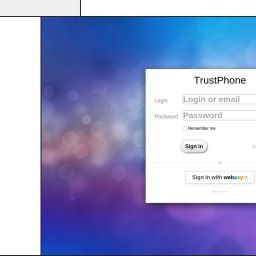 TrustPhone
Login
Login or email
Password
Password
Remember me
Sign in
or
Sign in with webasyst